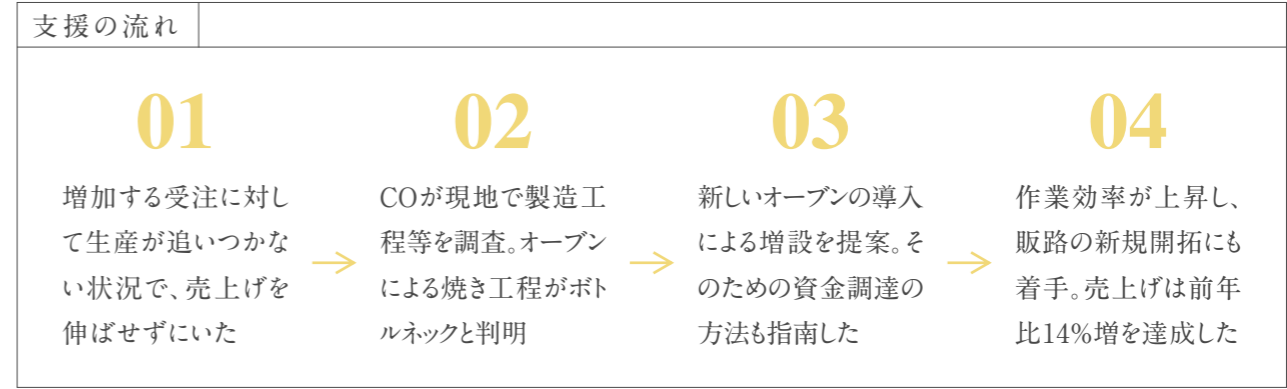 支援の流れ
01
増加する受注に対し
て生産が追いつかな
い状況で、売上げを
伸ばせずにいた
02
COが現地で製造工
程等を調査。オーブン
による焼き工程がボト
ルネックと判明
03
新しいオーブンの導入
による増設を提案。そ
のための資金調達の
方法も指南した
04
作業効率が上昇し、
販路の新規開拓にも
着手。売上げは前年
比14%増を達成した